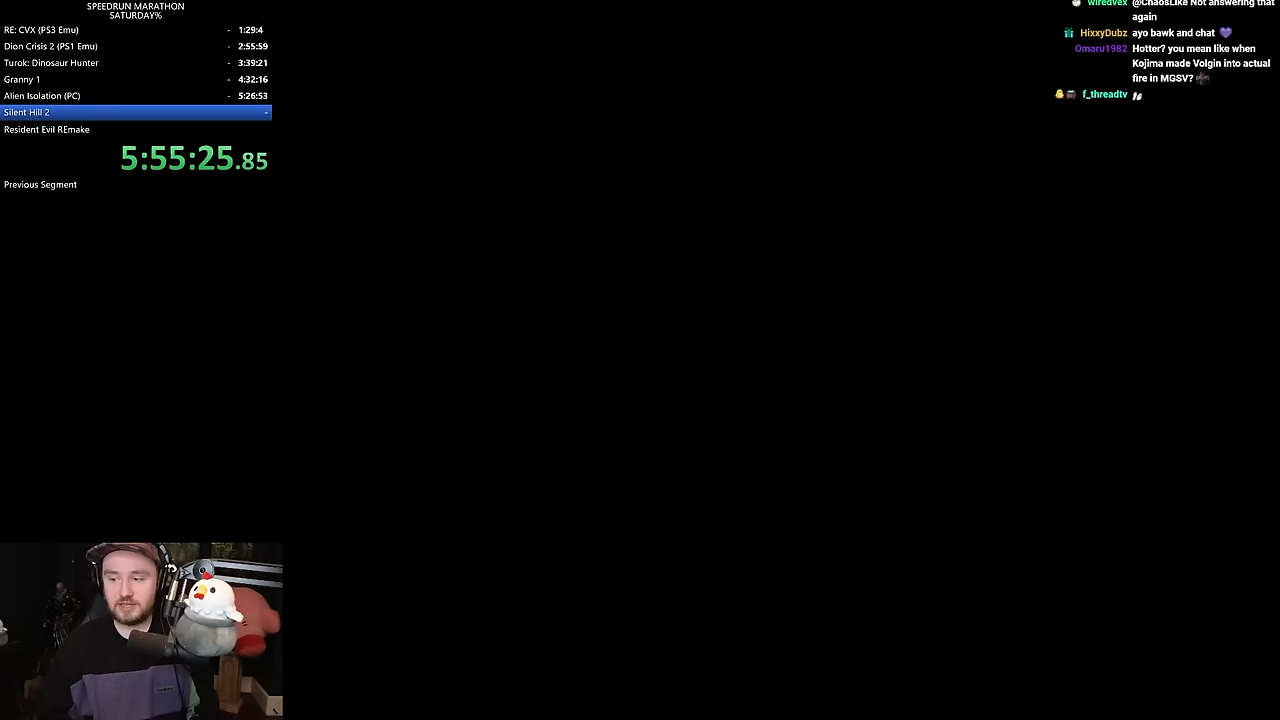 SPEEDRUN MARATHON
SATURDAY%
RE: CVX (PS3 Emu) - 1:29:4
Dion Crisis 2 (PS1 Emu) - 2:55:59
Turok: Dinosaur Hunter - 3:39:21
Granny 1 - 4:32:16
Alien Isolation (PC) - 5:26:53
Silent Hill 2 -
Resident Evil REmake
5:55:25.85
Previous Segment
wiredvex @ChaosLike Not answering that
again
HixxyDubz ayo bawk and chat
Omaru1982 Hotter? you mean like when
Kojima made Volgin into actual
fire in MGSV?
f_threadtv